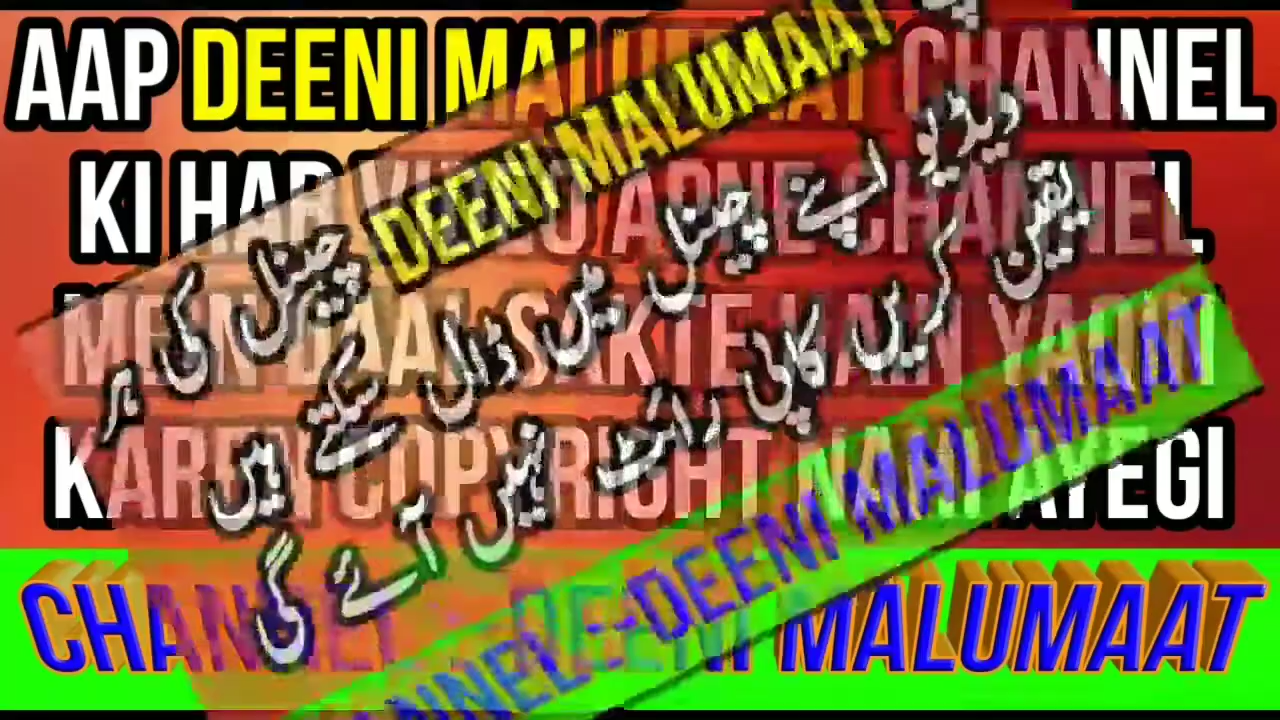 AAP DEENI MALUMAAT CHANNEL
KI HAR VIDEO APNE CHANNEL
MEIN DAAL SAKTE HAIN
KAREN COPYRIGHT AYEGI
CHANNEL DEENI MALUMAAT
DEENI MALUMAAT چینل کی ہر
ویڈیو اپنے چینل میں ڈال سکتے ہیں
یقین کریں کاپی رائٹ نہیں آئے گی
ANNEL-E-DEENI MALUMAAT